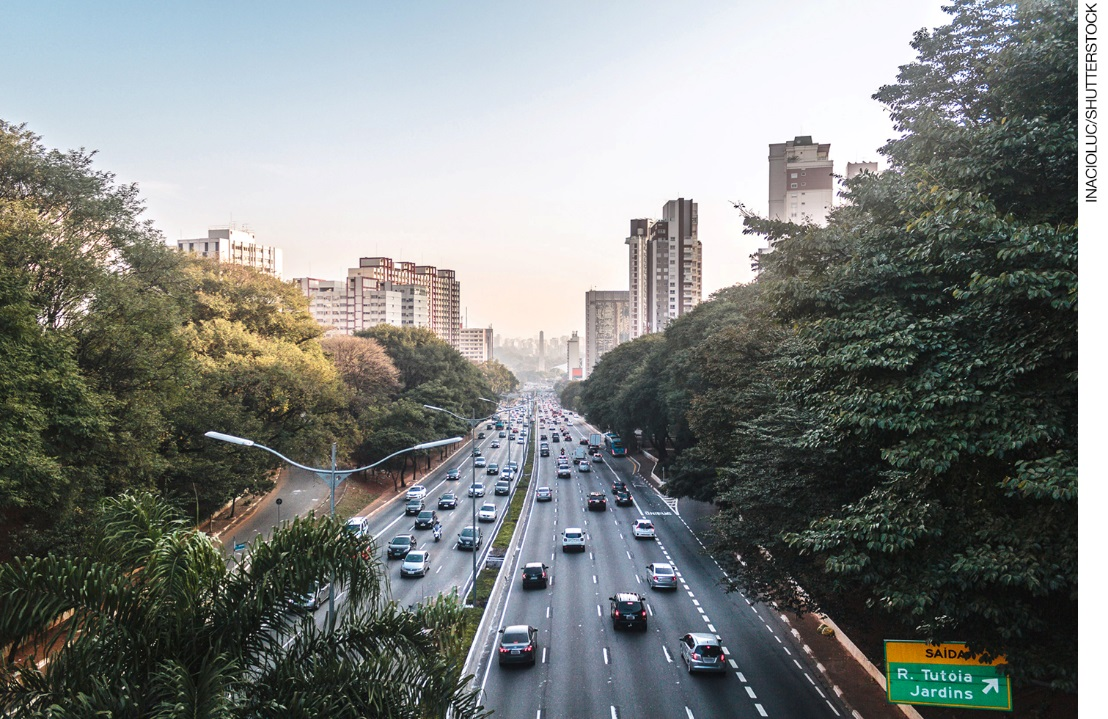 SAÍDA
R. Tutóia
Jardins
INACIOLUC/SHUTTERSTOCK